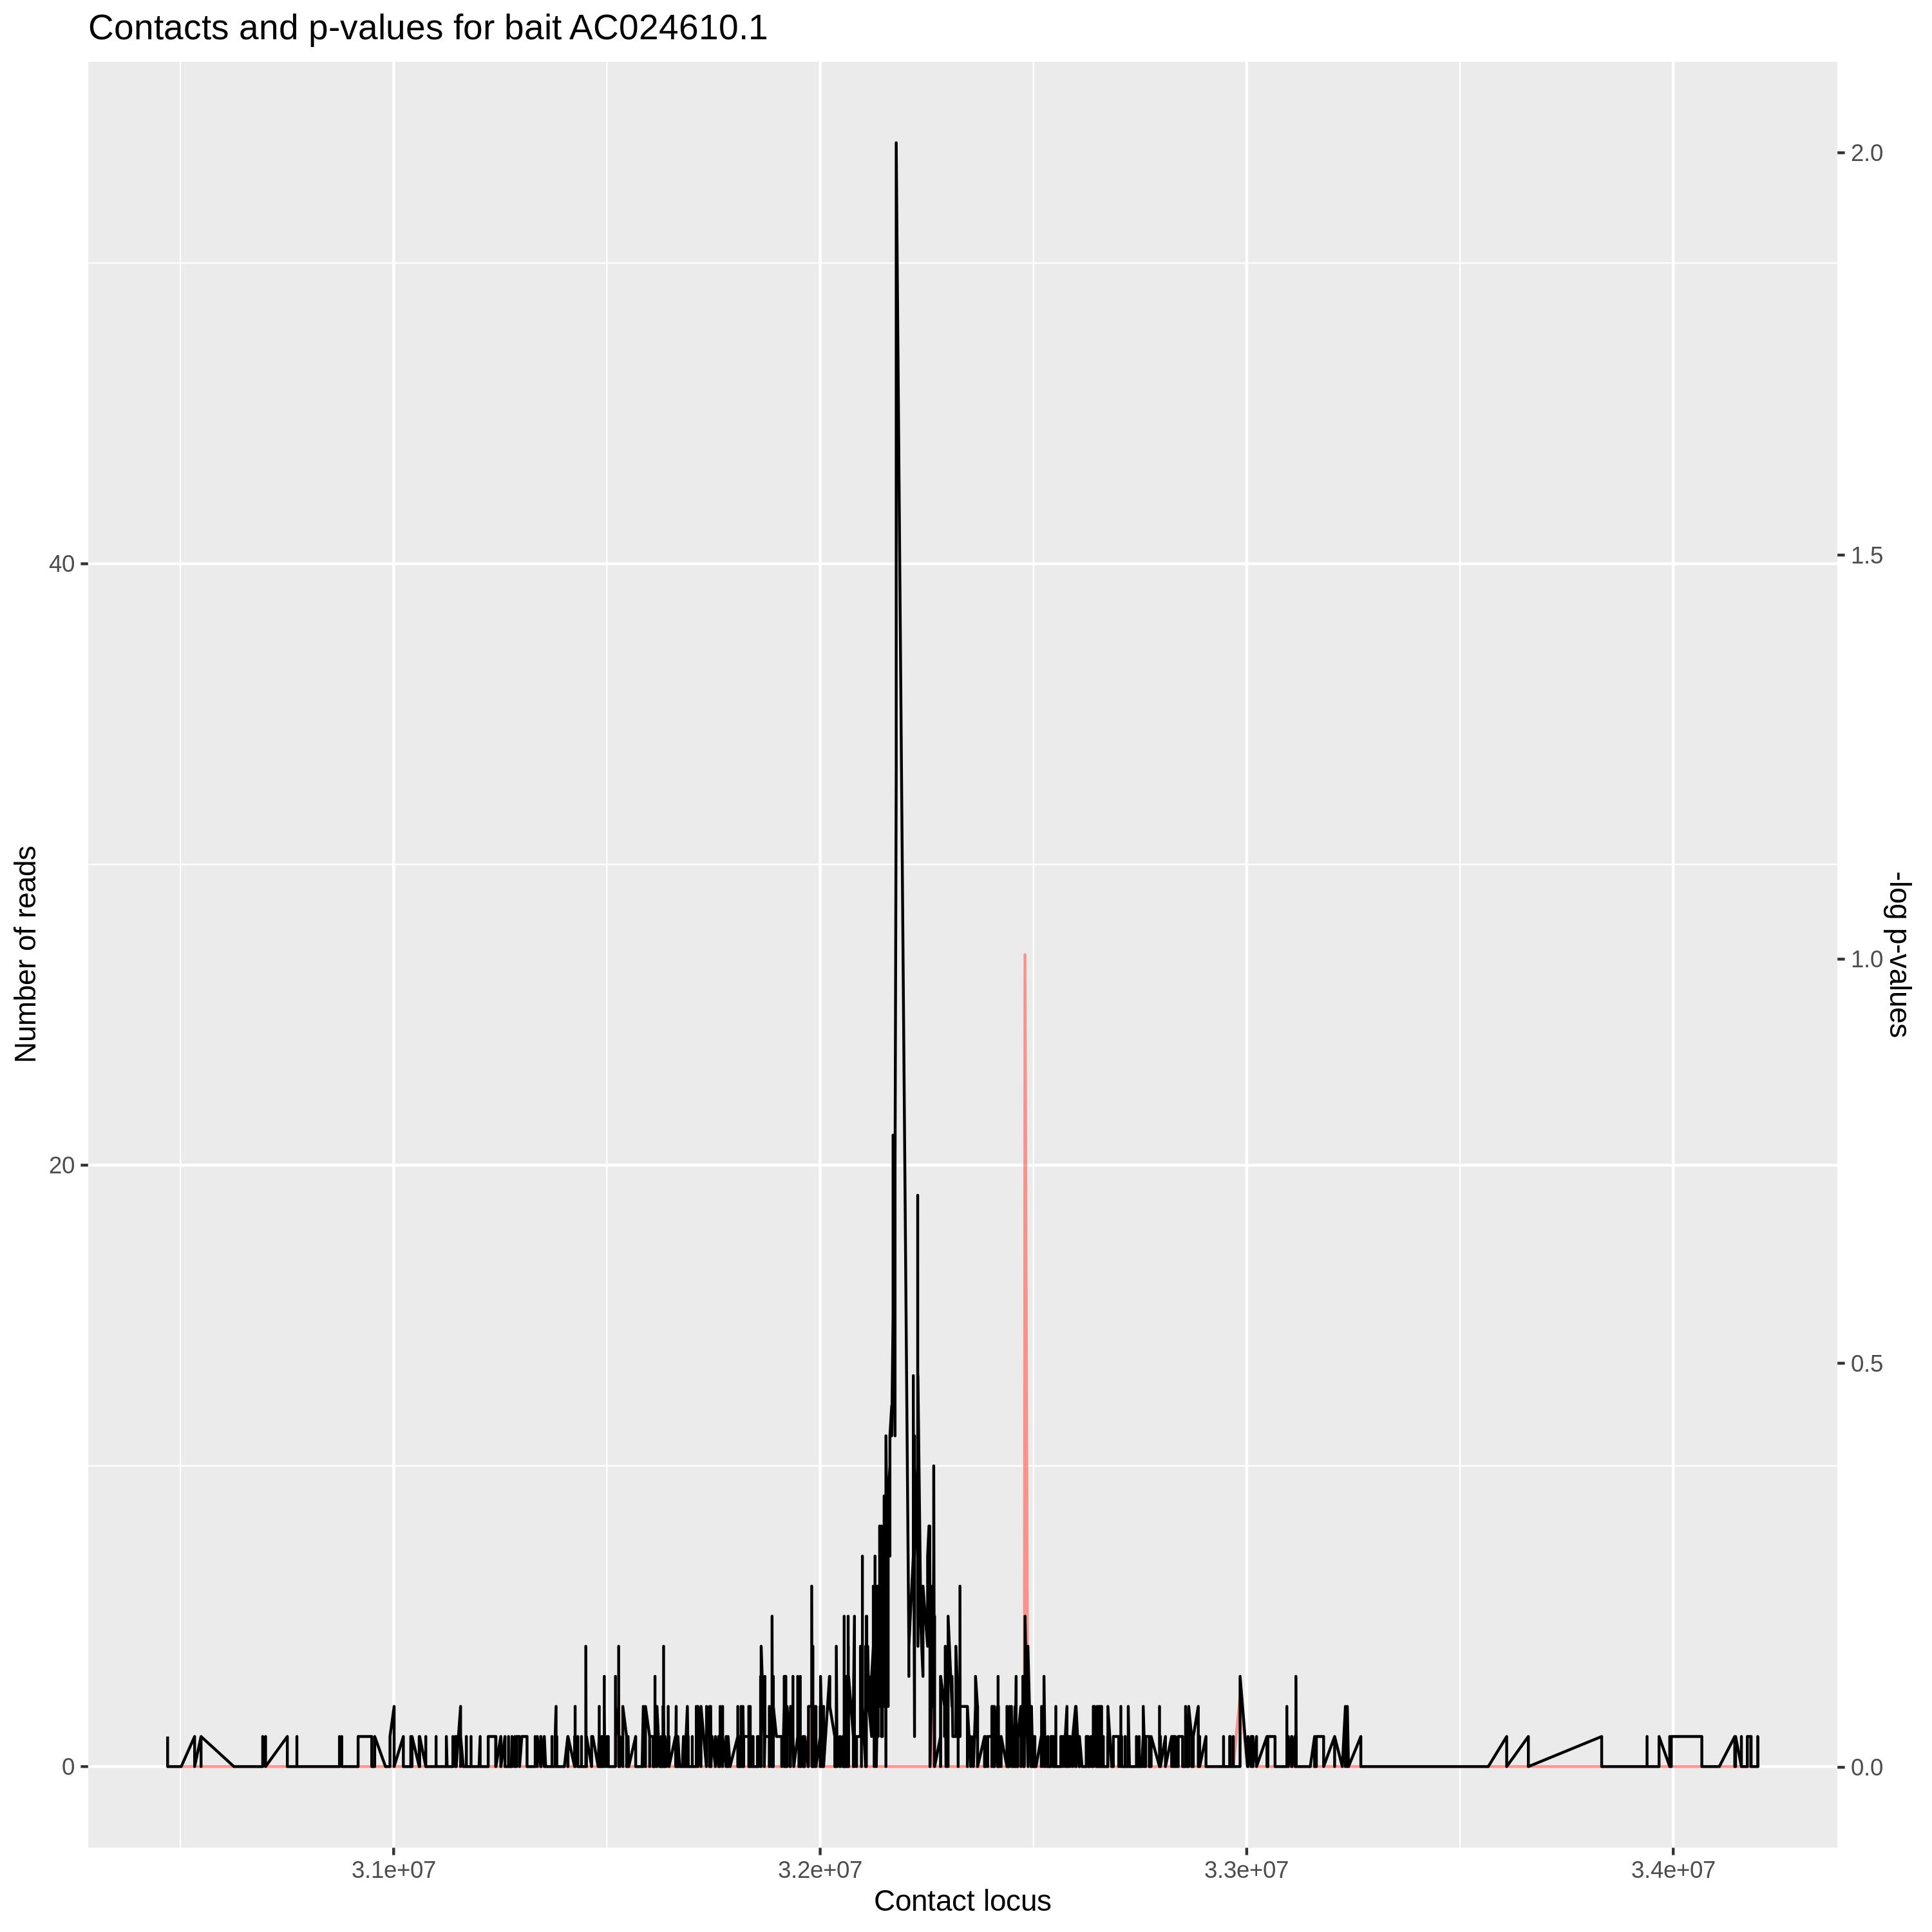 Contacts and p-values for bait AC024610.1
Number of reads
40
20
0
2.0
1.5
1.0
0.5
0.0
-log p-values
3.1e+07 3.2e+07 3.3e+07 3.4e+07
Contact locus